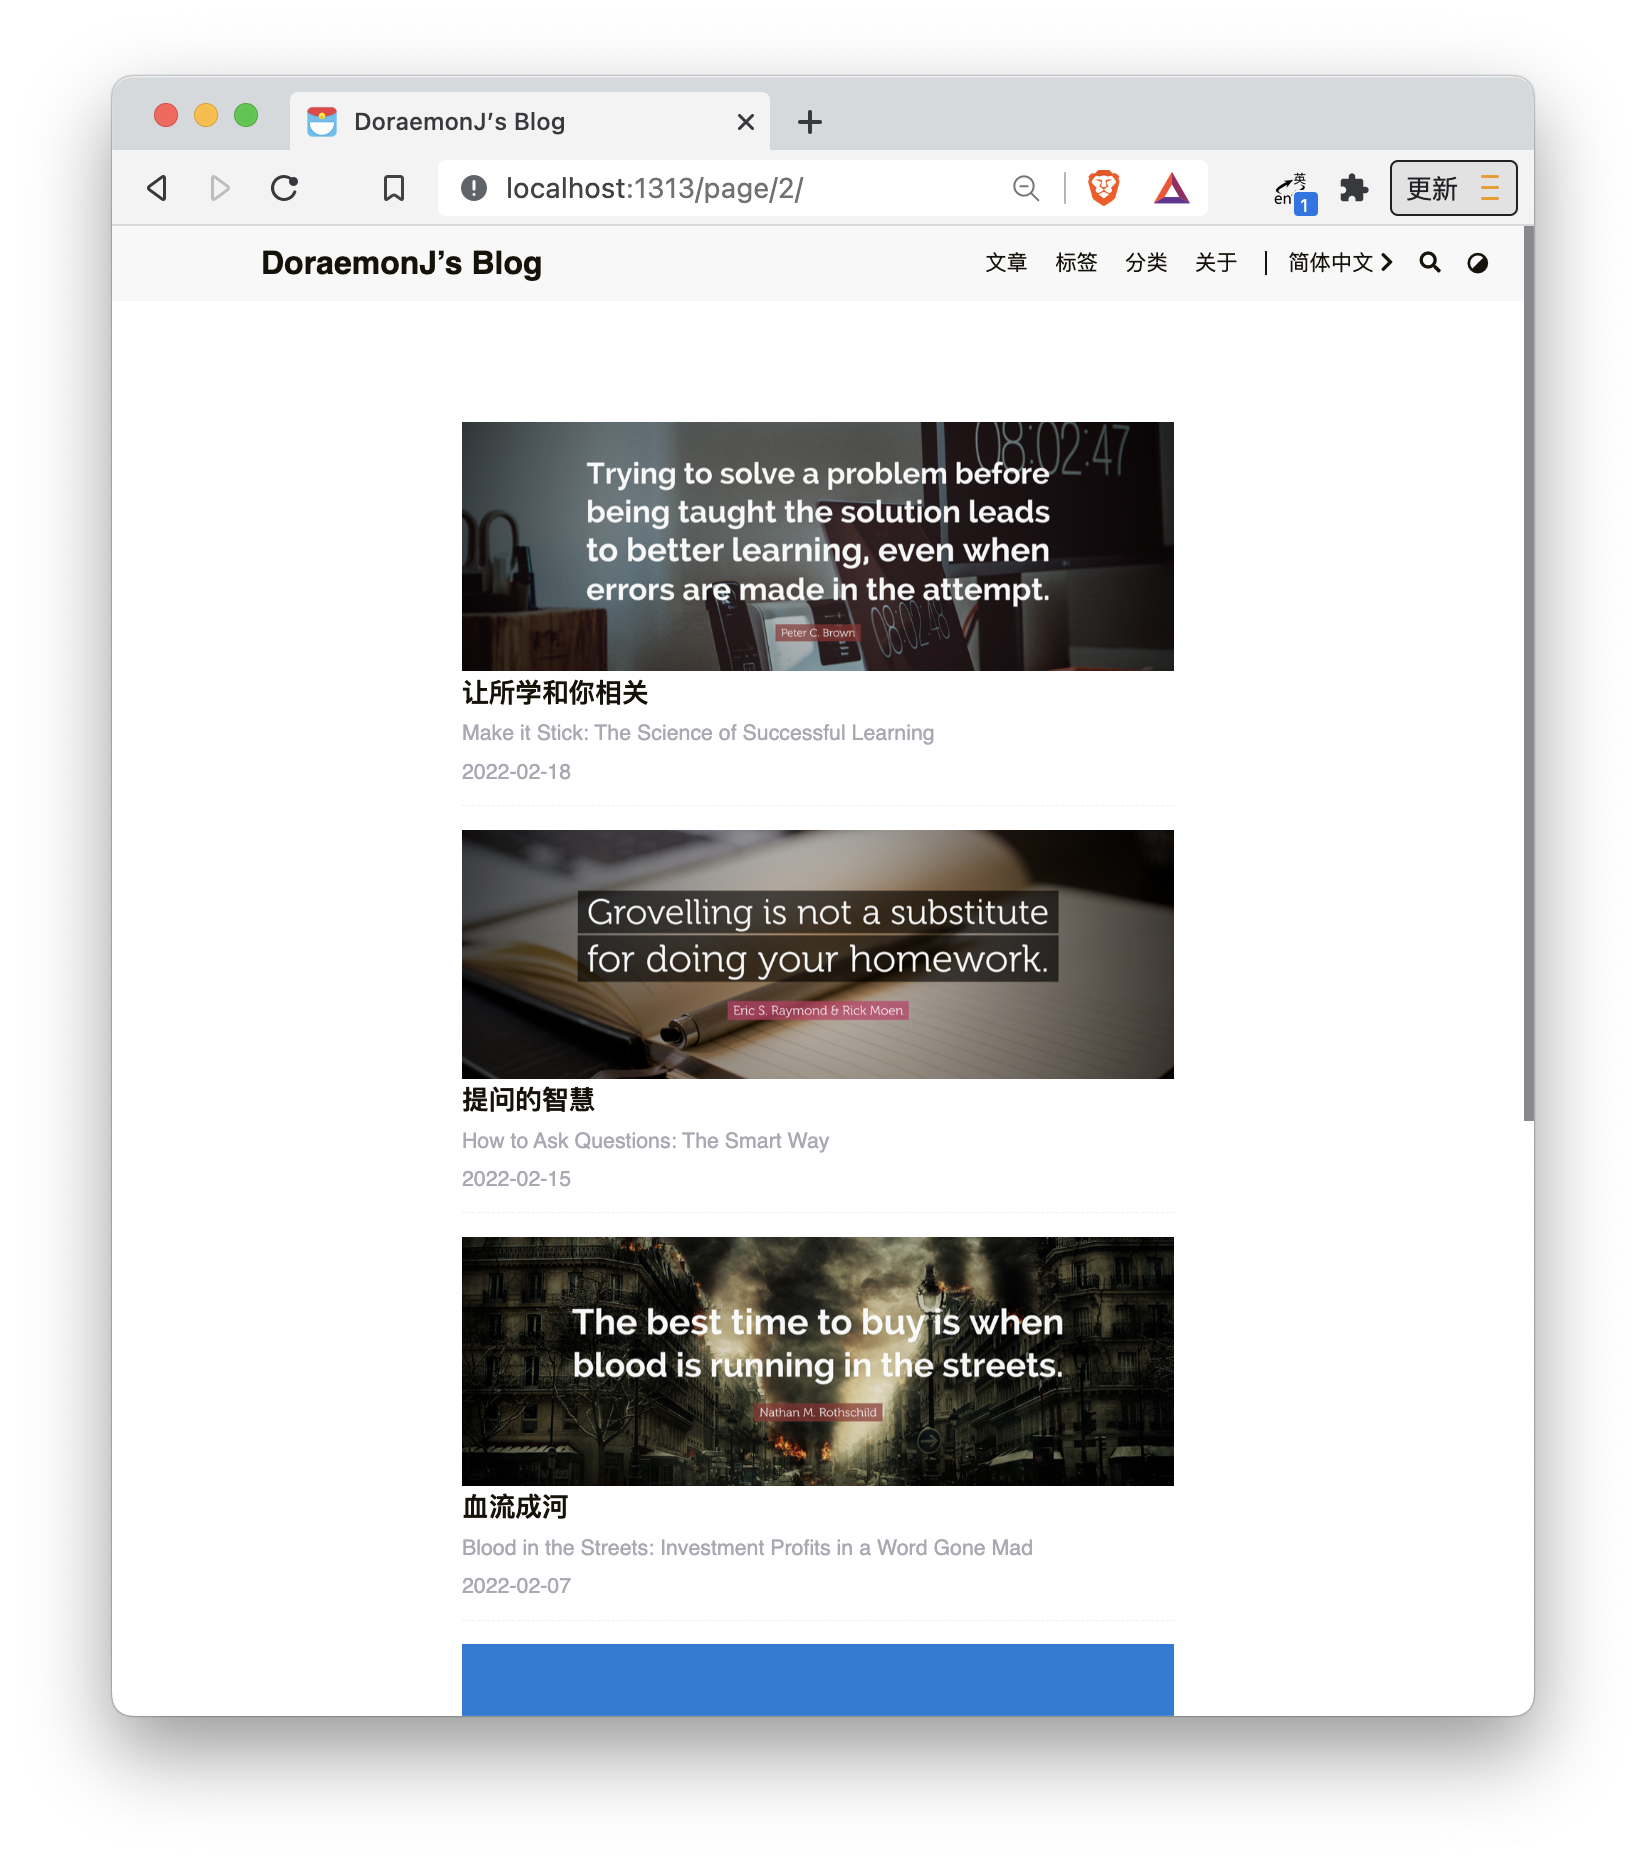 DoraemonJ’s Blog
localhost:1313/page/2/
英
en
1
更新
DoraemonJ’s Blog
文章 标签 分类 关于 | 简体中文
08:02:47
Trying to solve a problem before
being taught the solution leads
to better learning, even when
errors are made in the attempt.
Peter C. Brown
08:02:48
让所学和你相关
Make it Stick: The Science of Successful Learning
2022-02-18
Grovelling is not a substitute
for doing your homework.
Eric S. Raymond & Rick Moen
提问的智慧
How to Ask Questions: The Smart Way
2022-02-15
The best time to buy is when
blood is running in the streets.
Nathan M. Rothschild
血流成河
Blood in the Streets: Investment Profits in a Word Gone Mad
2022-02-07